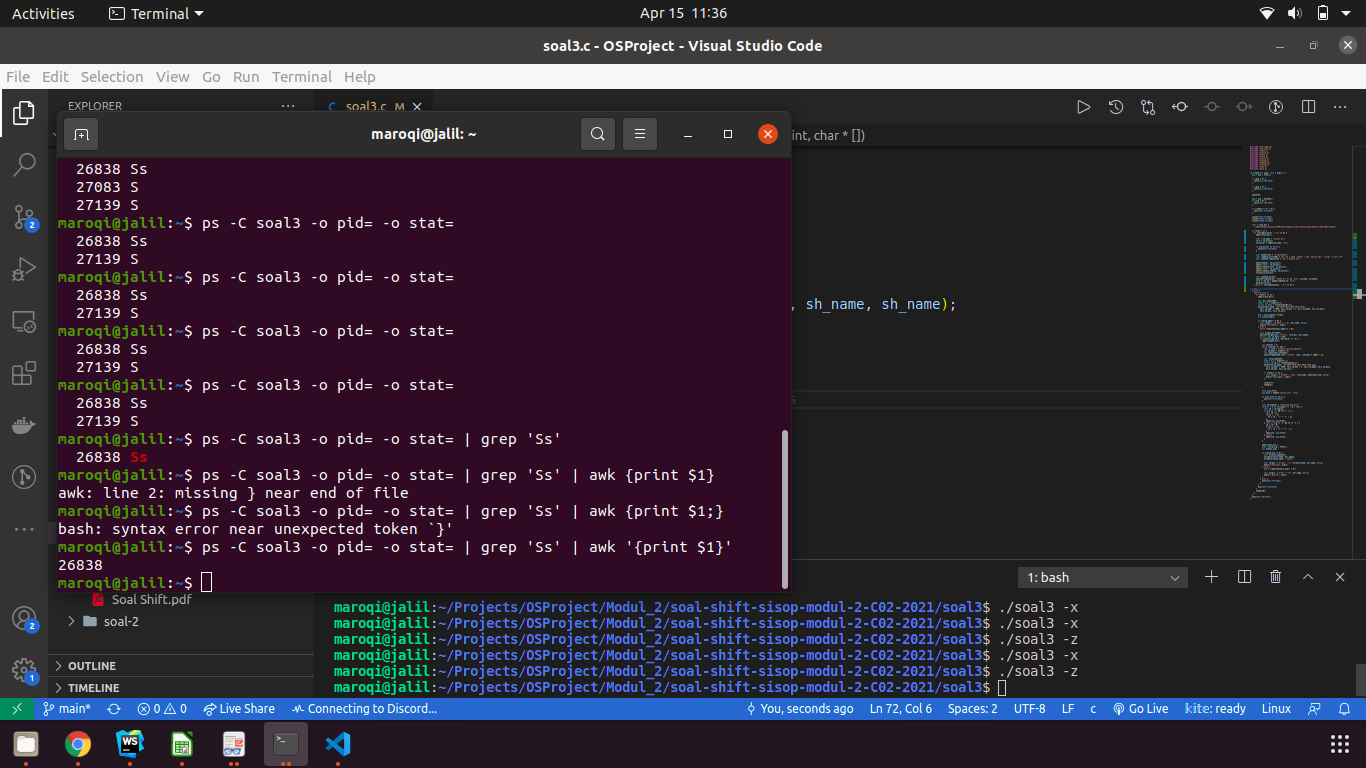 Activities Terminal Apr 15 11:36
soal3.c - OSProject - Visual Studio Code
File Edit Selection View Go Run Terminal Help
EXPLORER ... soal3.c M
maroqi@jalil: ~
int, char * [])
26838 Ss
27083 S
27139 S
maroqi@jalil:~$ ps -C soal3 -o pid= -o stat=
26838 Ss
27139 S
maroqi@jalil:~$ ps -C soal3 -o pid= -o stat=
26838 Ss
27139 S
maroqi@jalil:~$ ps -C soal3 -o pid= -o stat=
26838 Ss
27139 S
maroqi@jalil:~$ ps -C soal3 -o pid= -o stat=
26838 Ss
27139 S
maroqi@jalil:~$ ps -C soal3 -o pid= -o stat= | grep 'Ss'
26838 Ss
maroqi@jalil:~$ ps -C soal3 -o pid= -o stat= | grep 'Ss' | awk {print $1}
awk: line 2: missing } near end of file
maroqi@jalil:~$ ps -C soal3 -o pid= -o stat= | grep 'Ss' | awk {print $1;}
bash: syntax error near unexpected token `}'
maroqi@jalil:~$ ps -C soal3 -o pid= -o stat= | grep 'Ss' | awk '{print $1}'
26838
maroqi@jalil:~$
, sh_name, sh_name);
s
2
2
1
Soal Shift.pdf
soal-2
OUTLINE
TIMELINE
1: bash
maroqi@jalil:~/Projects/OSProject/Modul_2/soal-shift-sisop-modul-2-C02-2021/soal3$ ./soal3 -x
maroqi@jalil:~/Projects/OSProject/Modul_2/soal-shift-sisop-modul-2-C02-2021/soal3$ ./soal3 -x
maroqi@jalil:~/Projects/OSProject/Modul_2/soal-shift-sisop-modul-2-C02-2021/soal3$ ./soal3 -z
maroqi@jalil:~/Projects/OSProject/Modul_2/soal-shift-sisop-modul-2-C02-2021/soal3$ ./soal3 -x
maroqi@jalil:~/Projects/OSProject/Modul_2/soal-shift-sisop-modul-2-C02-2021/soal3$ ./soal3 -z
maroqi@jalil:~/Projects/OSProject/Modul_2/soal-shift-sisop-modul-2-C02-2021/soal3$
main* 0 0 Live Share Connecting to Discord... You, seconds ago Ln 72, Col 6 Spaces: 2 UTF-8 LF c Go Live kite: ready Linux
WS